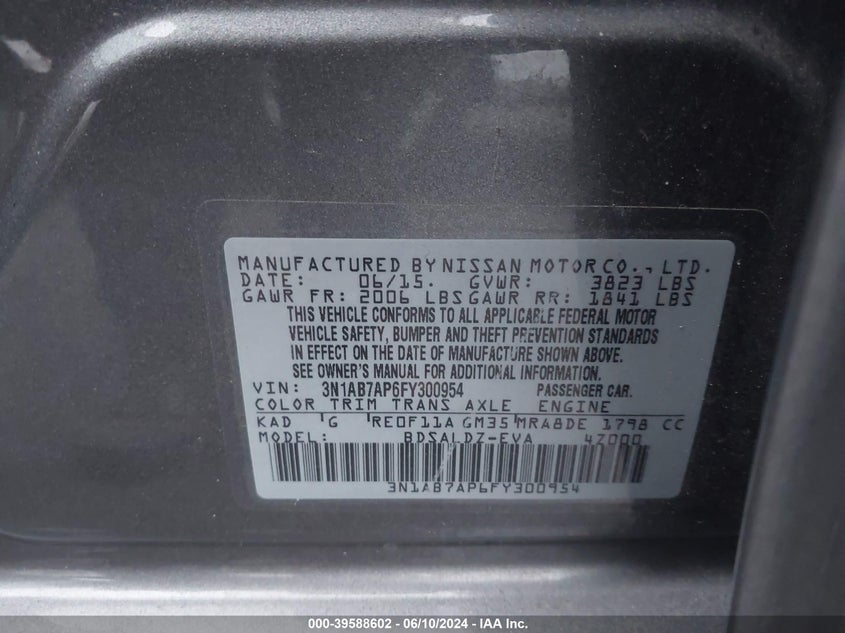 MANUFACTURED BY NISSAN MOTOR CO., LTD.
DATE: 06/15. GVWR: 3823 LBS
GAWR FR: 2006 LBS GAWR RR: 1841 LBS
THIS VEHICLE CONFORMS TO ALL APPLICABLE FEDERAL MOTOR
VEHICLE SAFETY, BUMPER AND THEFT PREVENTION STANDARDS
IN EFFECT ON THE DATE OF MANUFACTURE SHOWN ABOVE.
SEE OWNER'S MANUAL FOR ADDITIONAL INFORMATION.
VIN: 3N1AB7AP6FY300954 PASSENGER CAR.
COLOR TRIM TRANS AXLE ENGINE
KAD G RE0F11A GM35 MRA8DE 1798 CC
MODEL: BDSALDZ-EVA 4Z000
3N1AB7AP6FY300954
000-39588602 - 06/10/2024 - IAA Inc.